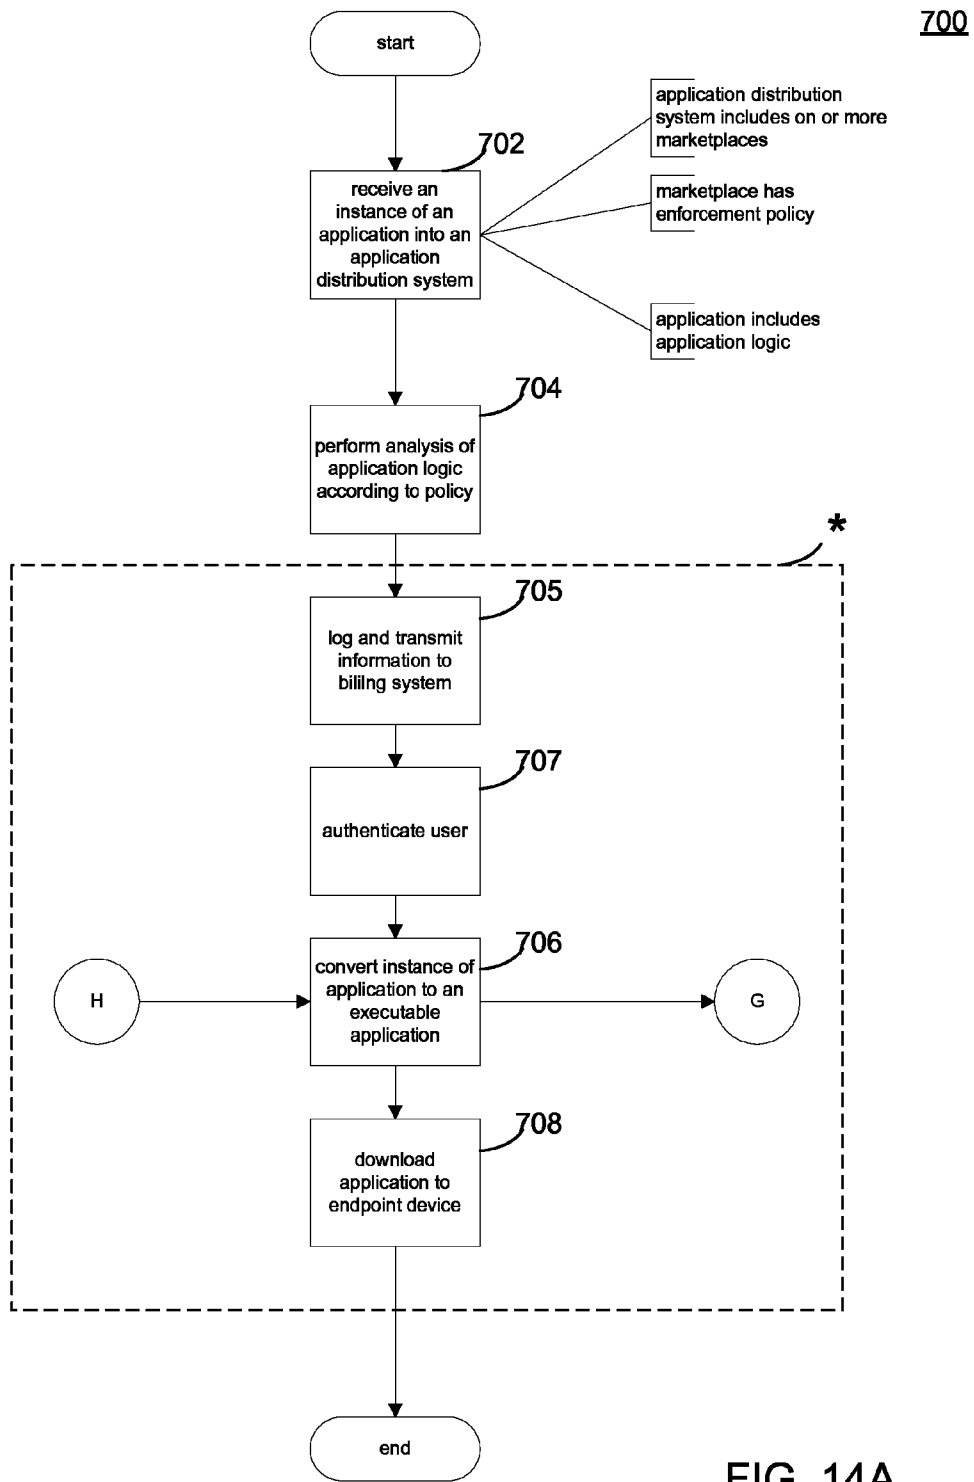 700
start
application distribution
system includes on or more
marketplaces
702
receive an
instance of an
application into an
application
distribution system
marketplace has
enforcement policy
application includes
application logic
704
perform analysis of
application logic
according to policy
*
705
log and transmit
information to
bililng system
707
authenticate user
706
convert instance of
application to an
executable
application
H
G
708
download
application to
endpoint device
end
FIG. 14A